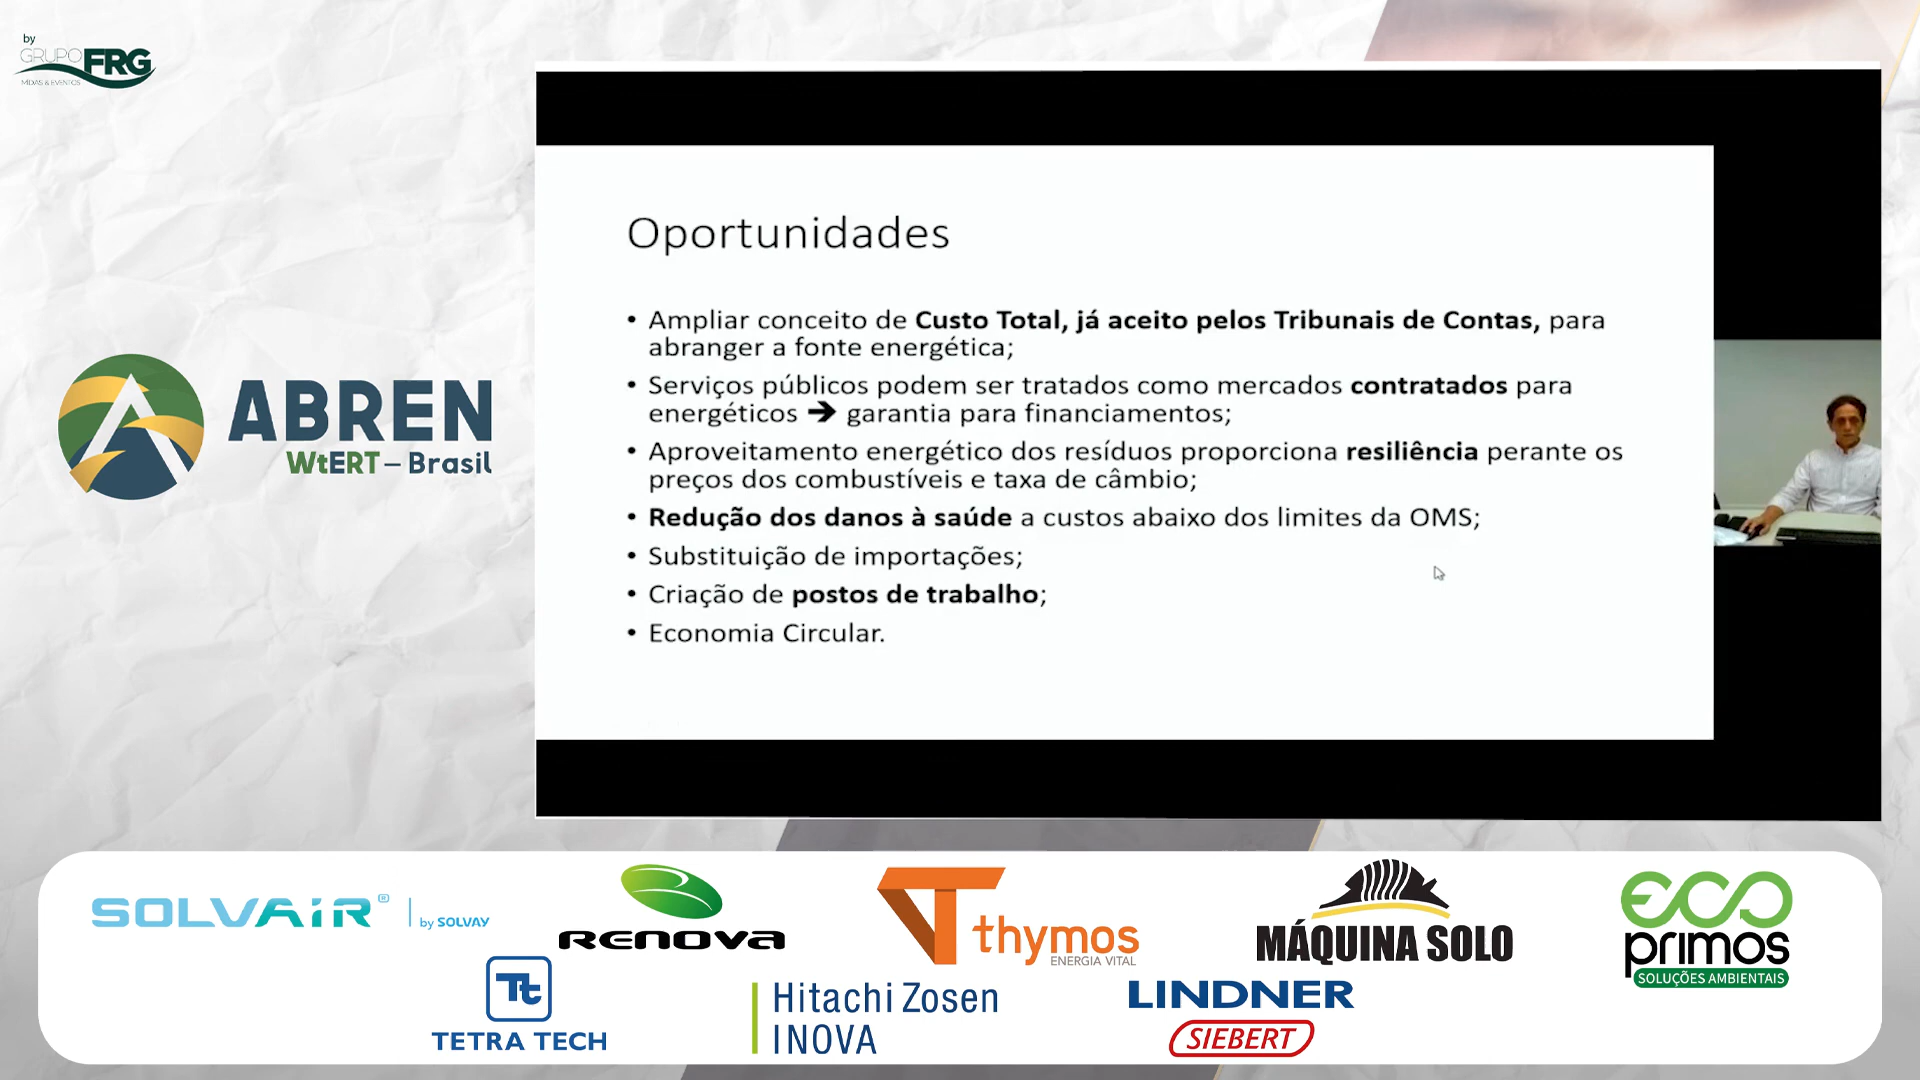 by
GRUPO FRG
MÍDIAS & EVENTOS
ABREN
WtERT – Brasil
Oportunidades
• Ampliar conceito de Custo Total, já aceito pelos Tribunais de Contas, para
abranger a fonte energética;
• Serviços públicos podem ser tratados como mercados contratados para
energéticos ➔ garantia para financiamentos;
• Aproveitamento energético dos resíduos proporciona resiliência perante os
preços dos combustíveis e taxa de câmbio;
• Redução dos danos à saúde a custos abaixo dos limites da OMS;
• Substituição de importações;
• Criação de postos de trabalho;
• Economia Circular.
SOLVAIR® | by SOLVAY
RENOVA
thymos
ENERGIA VITAL
MÁQUINA SOLO
eco
primos
SOLUÇÕES AMBIENTAIS
Tt
TETRA TECH
Hitachi Zosen
INOVA
LINDNER
SIEBERT